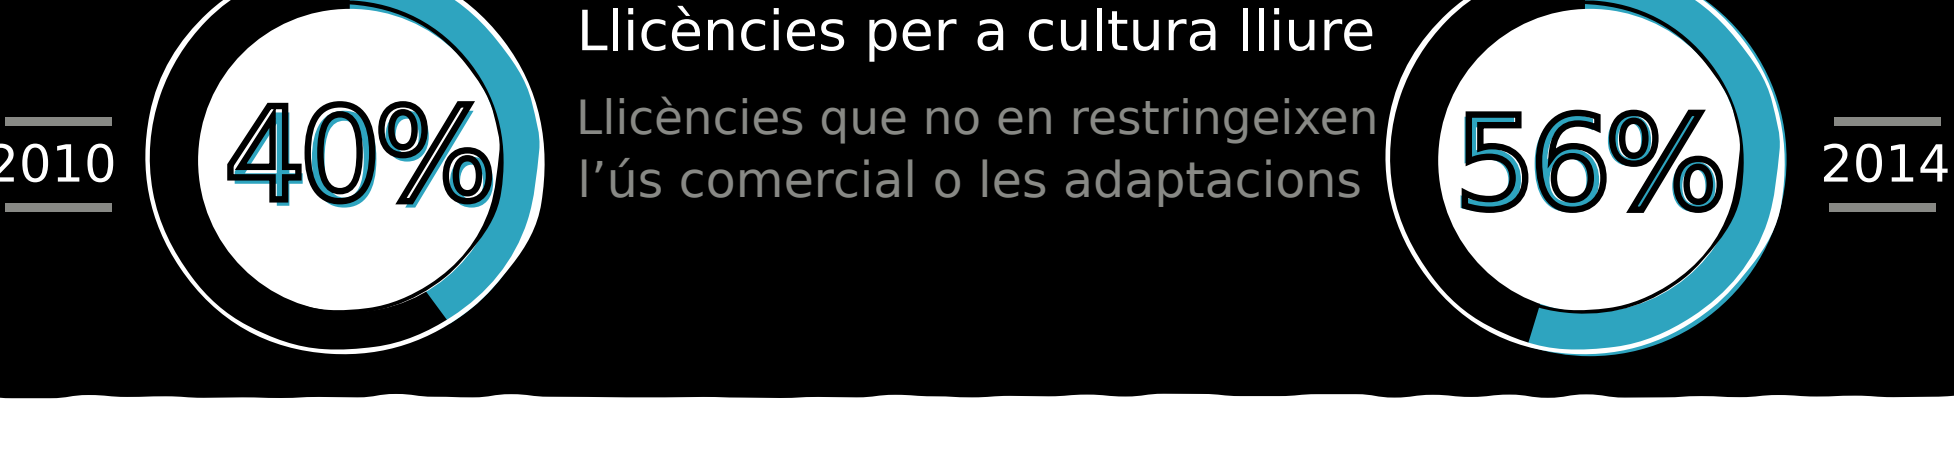 Llicències per a cultura lliure
2010
40%
Llicències que no en restringeixen
l’ús comercial o les adaptacions
56%
2014